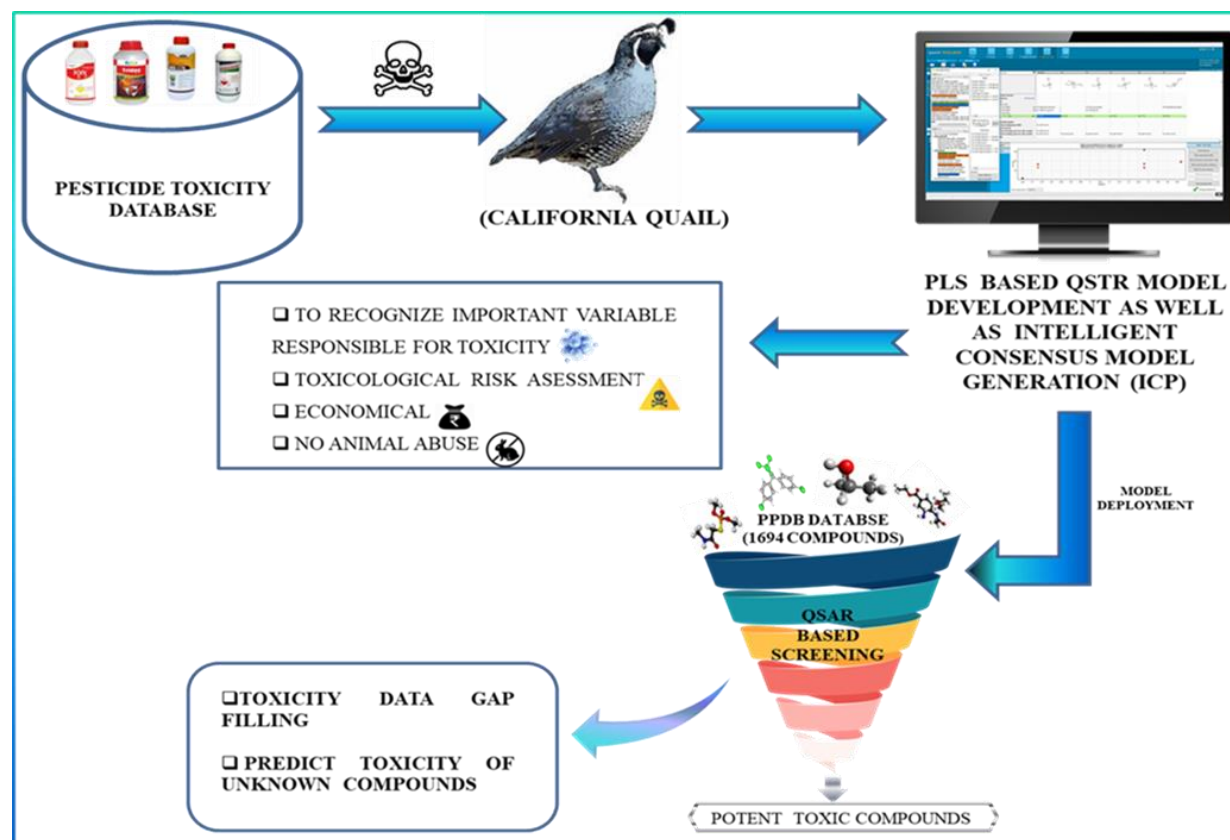 PESTICIDE TOXICITY
DATABASE
(CALIFORNIA QUAIL)
PLS BASED QSTR MODEL
DEVELOPMENT AS WELL
AS INTELLIGENT
CONSENSUS MODEL
GENERATION (ICP)
❑ TO RECOGNIZE IMPORTANT VARIABLE
RESPONSIBLE FOR TOXICITY
❑ TOXICOLOGICAL RISK ASESSMENT
❑ ECONOMICAL
❑ NO ANIMAL ABUSE
MODEL
DEPLOYMENT
PPDB DATABSE
(1694 COMPOUNDS)
QSAR
BASED
SCREENING
❑TOXICITY DATA GAP
FILLING
❑ PREDICT TOXICITY OF
UNKNOWN COMPOUNDS
POTENT TOXIC COMPOUNDS